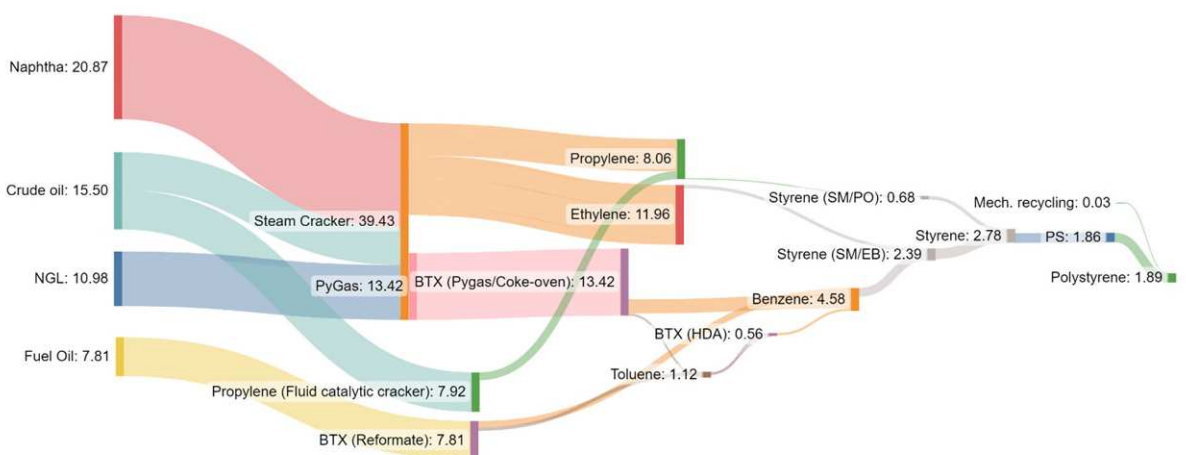 Naphtha: 20.87
Crude oil: 15.50
NGL: 10.98
Fuel Oil: 7.81
Steam Cracker: 39.43
PyGas: 13.42
BTX (Pygas/Coke-oven): 13.42
Propylene (Fluid catalytic cracker): 7.92
BTX (Reformate): 7.81
Propylene: 8.06
Ethylene: 11.96
Toluene: 1.12
BTX (HDA): 0.56
Benzene: 4.58
Styrene (SM/PO): 0.68
Styrene (SM/EB): 2.39
Styrene: 2.78
Mech. recycling: 0.03
PS: 1.86
Polystyrene: 1.89